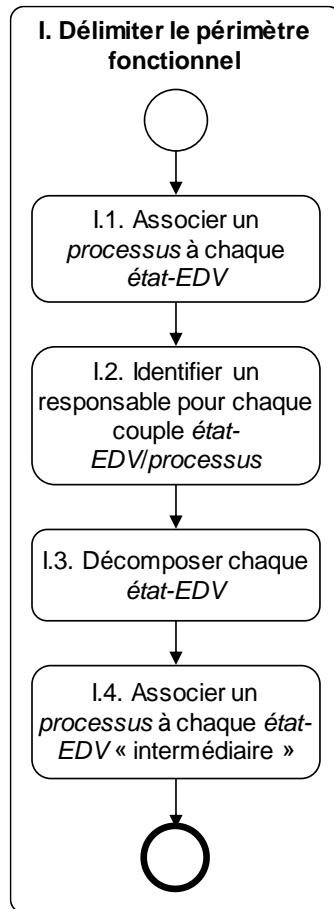 I. Délimiter le périmètre
fonctionnel
I.1. Associer un
processus à chaque
état-EDV
I.2. Identifier un
responsable pour chaque
couple état-
EDV/processus
I.3. Décomposer chaque
état-EDV
I.4. Associer un
processus à chaque état-
EDV « intermédiaire »